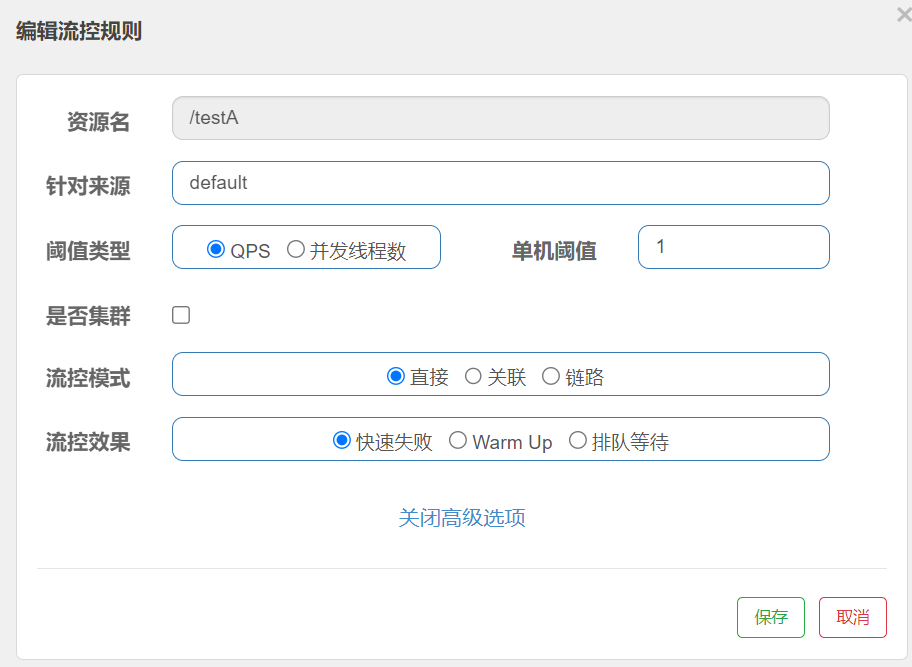 编辑流控规则
×
资源名 /testA
针对来源 default
阈值类型 QPS 并发线程数 单机阈值 1
是否集群
流控模式 直接 关联 链路
流控效果 快速失败 Warm Up 排队等待
关闭高级选项
保存 取消